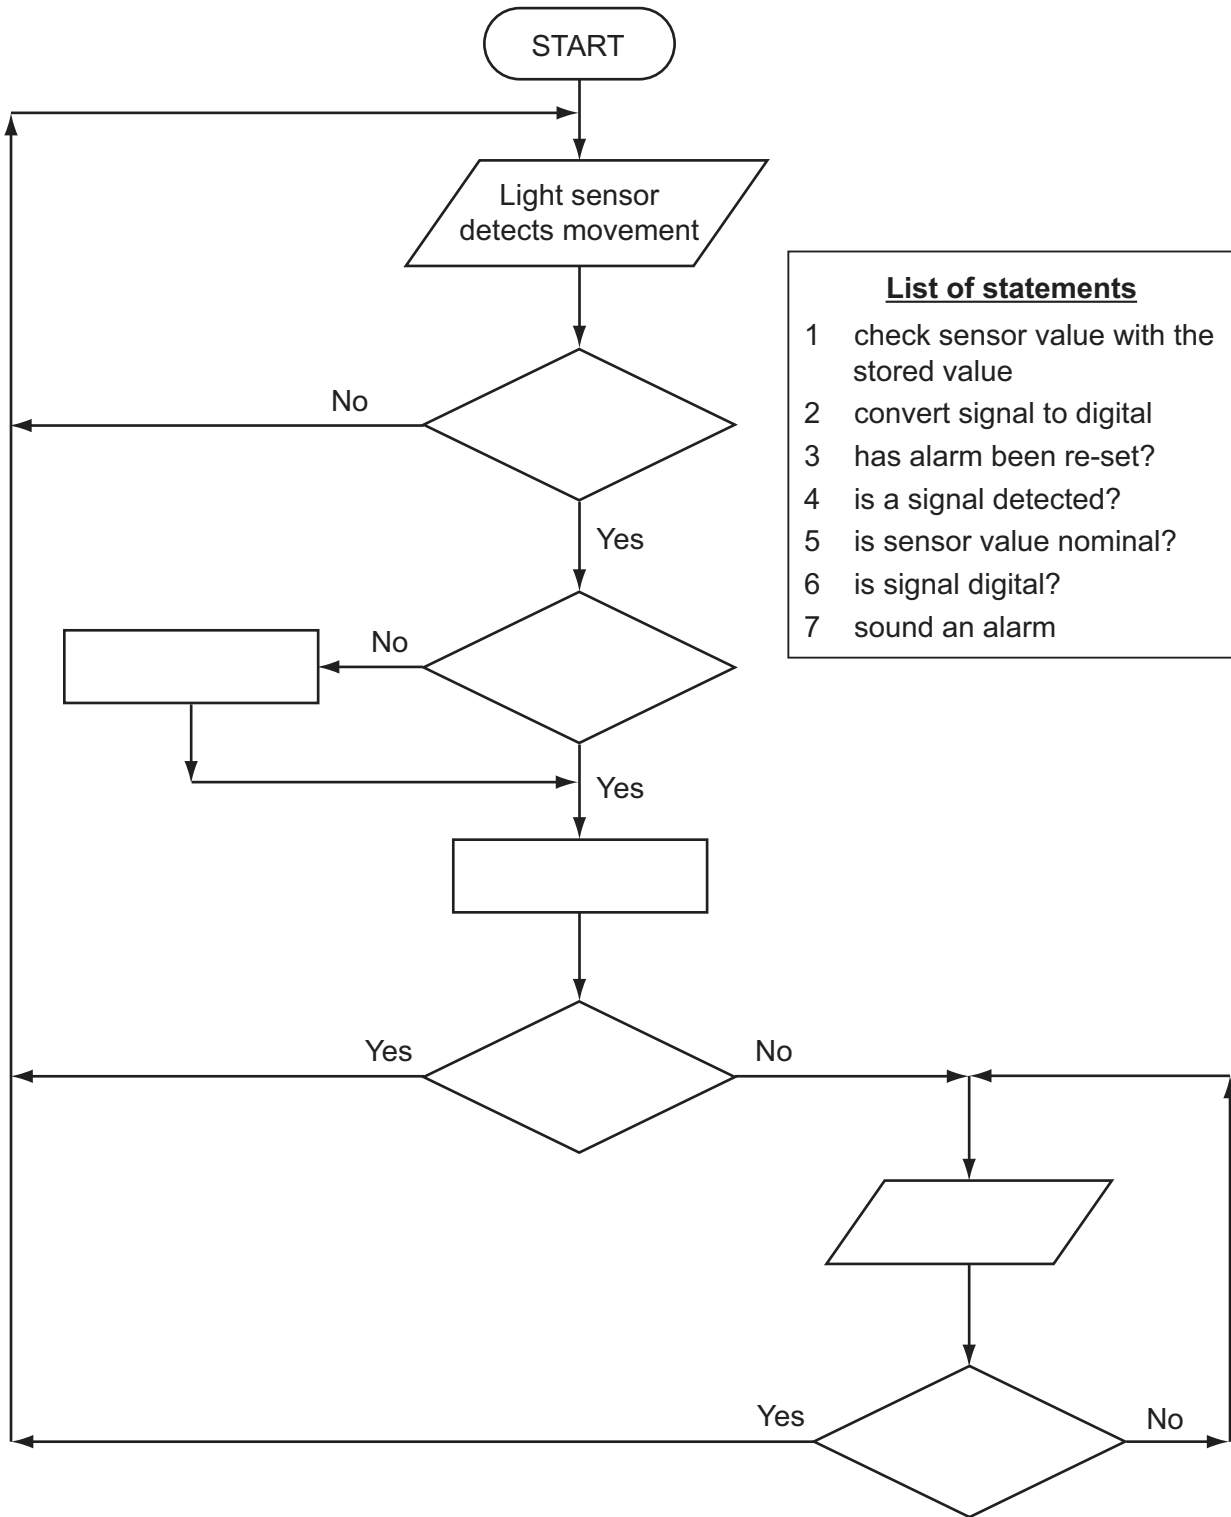 START
Light sensor
detects movement
List of statements
1 check sensor value with the
stored value
2 convert signal to digital
3 has alarm been re-set?
4 is a signal detected?
5 is sensor value nominal?
6 is signal digital?
7 sound an alarm
No
Yes
No
Yes
Yes
No
Yes
No